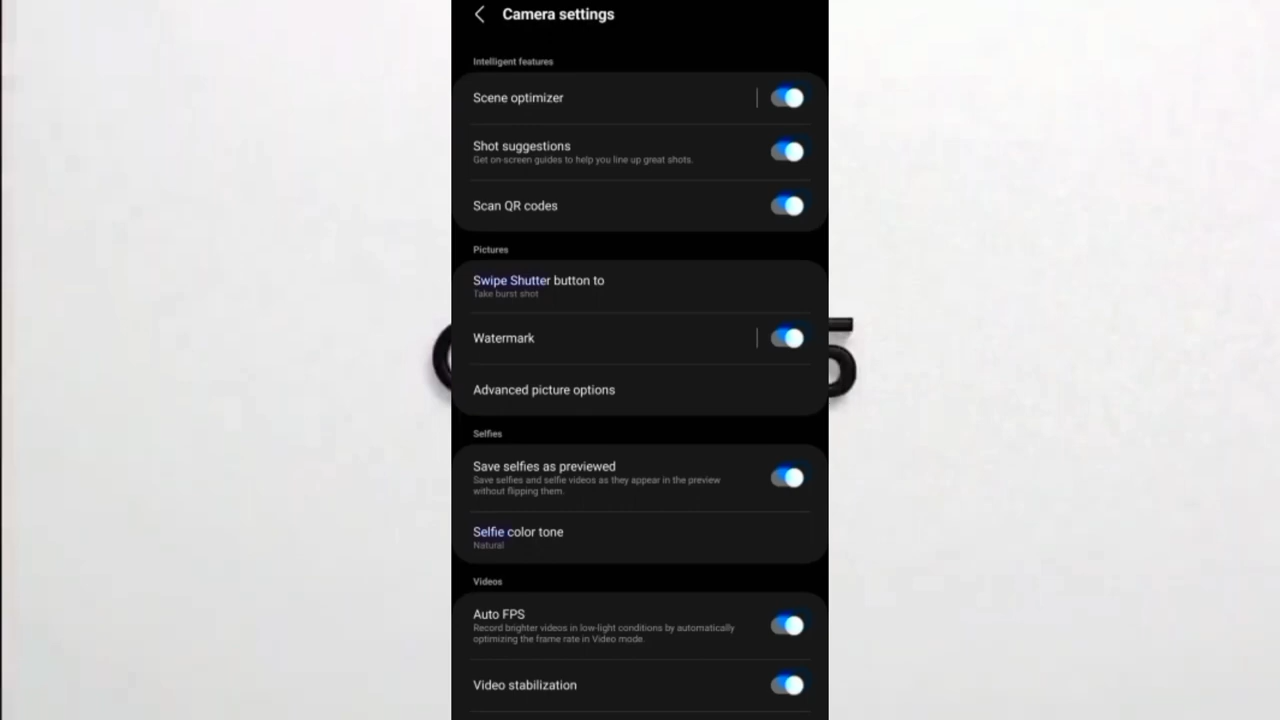 Camera settings
Intelligent features
Scene optimizer
Shot suggestions
Get on-screen guides to help you line up great shots.
Scan QR codes
Pictures
Swipe Shutter button to
Take burst shot
Watermark
Advanced picture options
Selfies
Save selfies as previewed
Save selfies and selfie videos as they appear in the preview
without flipping them.
Selfie color tone
Natural
Videos
Auto FPS
Record brighter videos in low-light conditions by automatically
optimizing the frame rate in Video mode.
Video stabilization